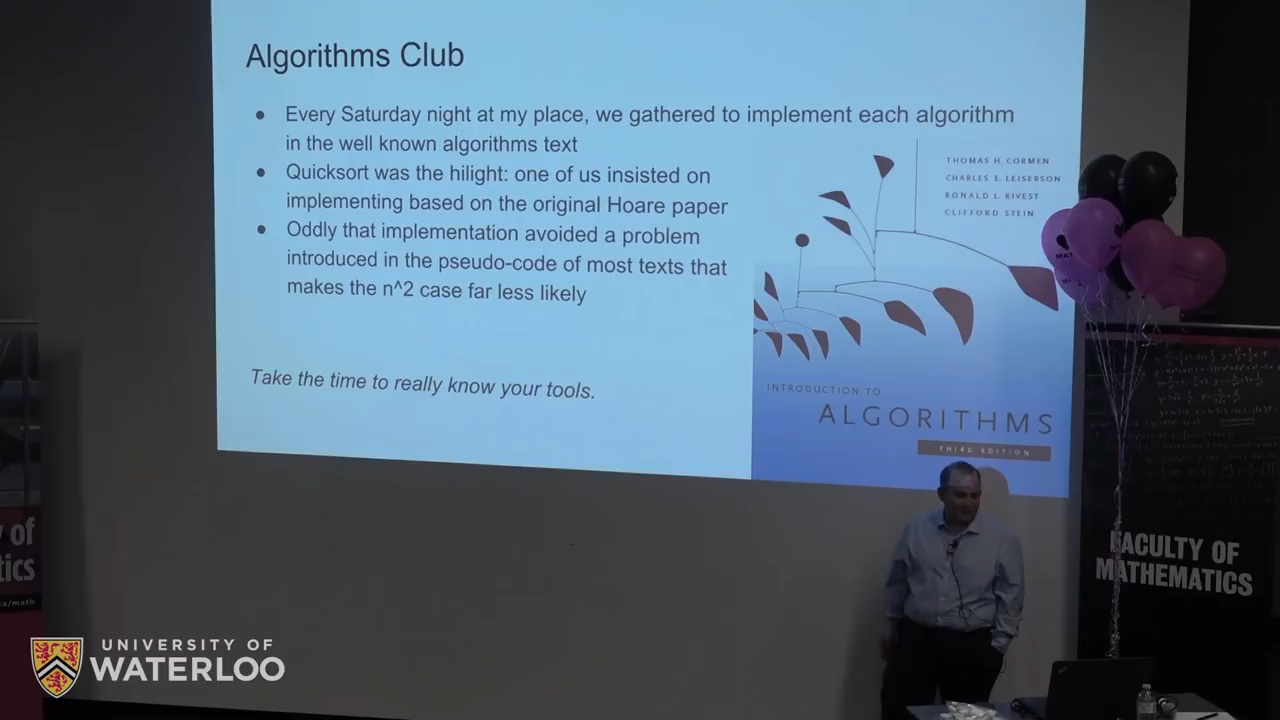 Algorithms Club
● Every Saturday night at my place, we gathered to implement each algorithm
in the well known algorithms text
● Quicksort was the hilight: one of us insisted on
implementing based on the original Hoare paper
● Oddly that implementation avoided a problem
introduced in the pseudo-code of most texts that
makes the n^2 case far less likely
Take the time to really know your tools.
THOMAS H. CORMEN
CHARLES E. LEISERSON
RONALD L. RIVEST
CLIFFORD STEIN
INTRODUCTION TO
ALGORITHMS
THIRD EDITION
FACULTY OF
MATHEMATICS
UNIVERSITY OF
WATERLOO